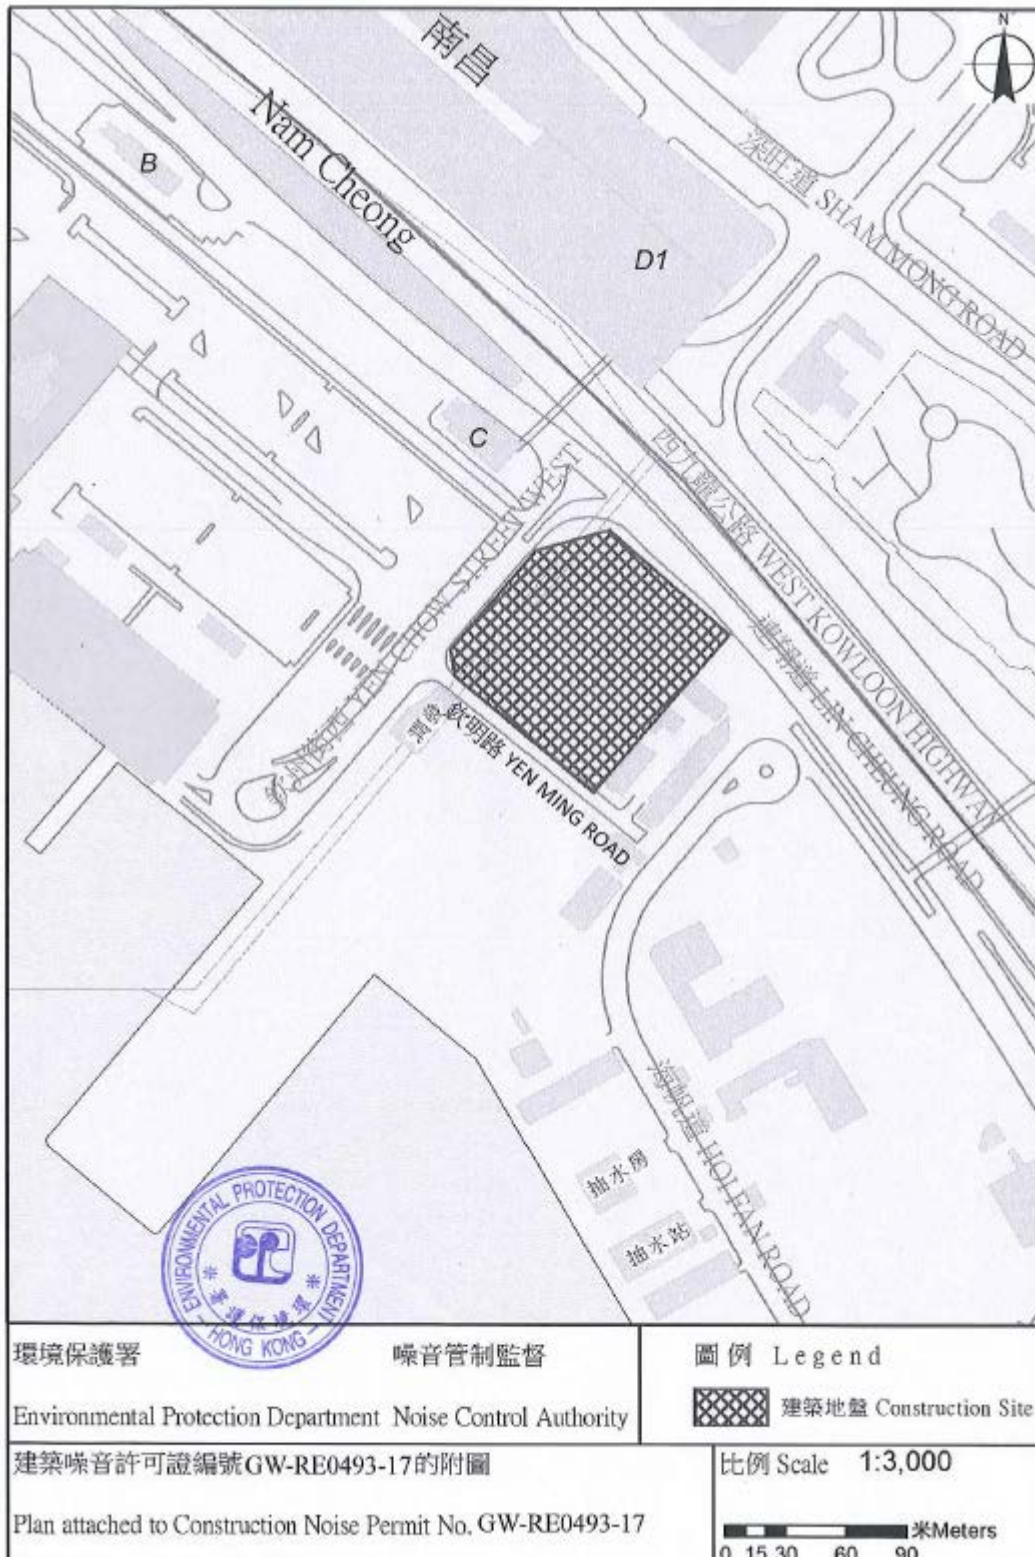 N
南昌
Nam Cheong
B
D1
C
深旺道 SHAM MONG ROAD
西九龍公路 WEST KOWLOON HIGHWAY
連翔道 LIN CHEUNG ROAD
欽州街西 YEN CHOW STREET WEST
欽明路 YEN MING ROAD
海帆道 HOI FAN ROAD
抽水房
抽水站
ENVIRONMENTAL PROTECTION DEPARTMENT
HONG KONG
環境保護署
環境保護署
噪音管制監督
Environmental Protection Department Noise Control Authority
圖例 Legend
建築地盤 Construction Site
建築噪音許可證編號GW-RE0493-17的附圖
Plan attached to Construction Noise Permit No. GW-RE0493-17
比例 Scale 1:3,000
米Meters
0 15 30 60 90